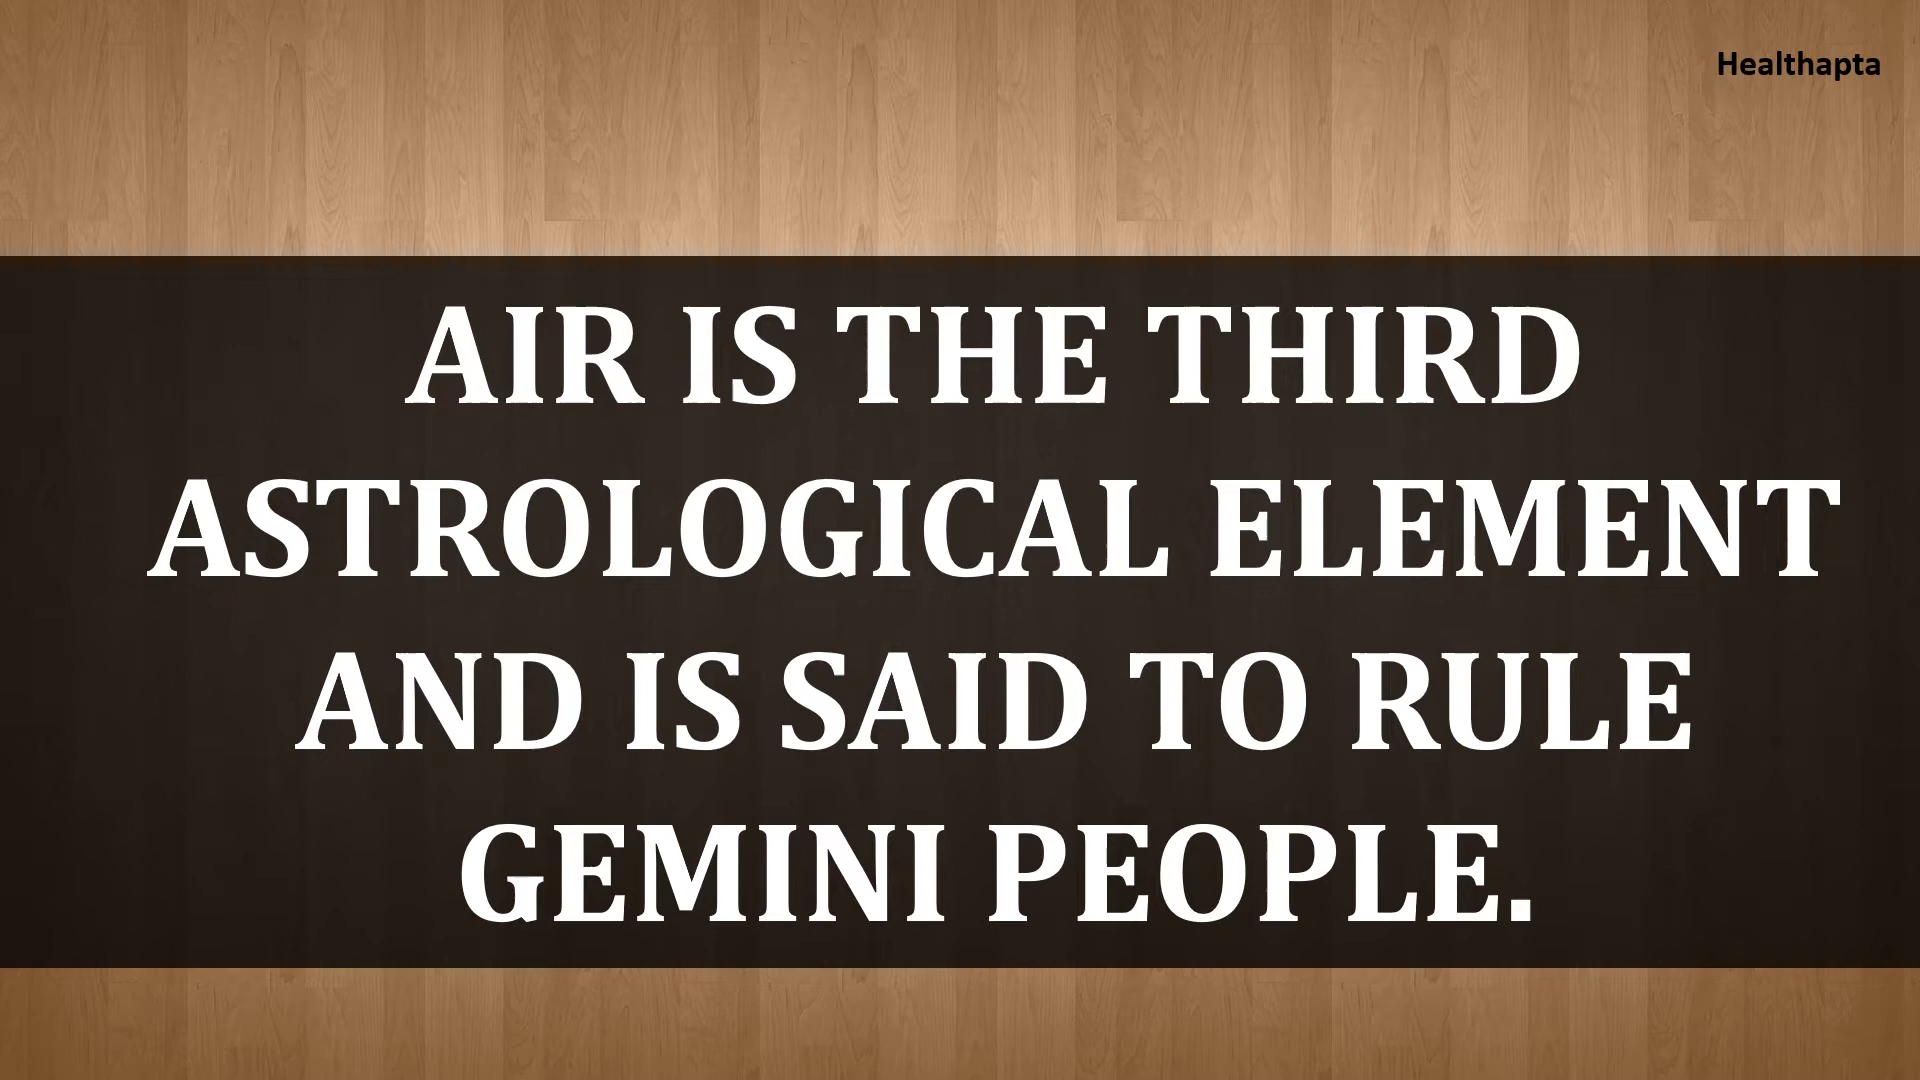 Healthapta
AIR IS THE THIRD
ASTROLOGICAL ELEMENT
AND IS SAID TO RULE
GEMINI PEOPLE.